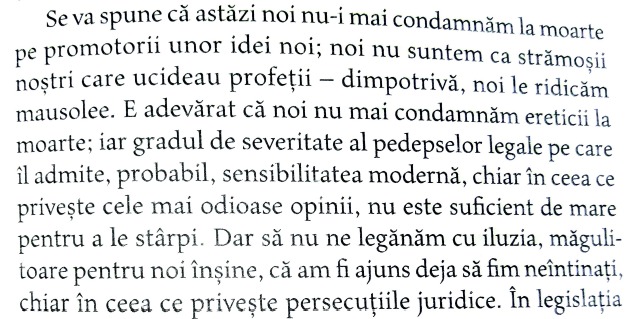 Se va spune că astăzi noi nu-i mai condamnăm la moarte
pe promotorii unor idei noi; noi nu suntem ca strămoșii
noștri care ucideau profeții – dimpotrivă, noi le ridicăm
mausolee. E adevărat că noi nu mai condamnăm ereticii la
moarte; iar gradul de severitate al pedepselor legale pe care
îl admite, probabil, sensibilitatea modernă, chiar în ceea ce
privește cele mai odioase opinii, nu este suficient de mare
pentru a le stârpi. Dar să nu ne legănăm cu iluzia, măguli-
toare pentru noi înșine, că am fi ajuns deja să fim neîntinați,
chiar în ceea ce privește persecuțiile juridice. În legislația